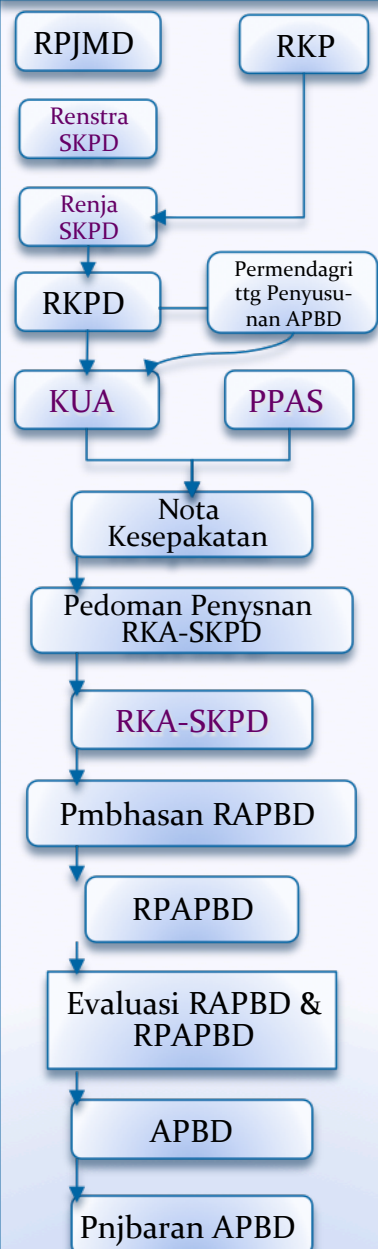 RPJMD
RKP
Renstra
SKPD
Renja
SKPD
RKPD
Permendagri
ttg Penyusu-
nan APBD
KUA
PPAS
Nota
Kesepakatan
Pedoman Penysnan
RKA-SKPD
RKA-SKPD
Pmbhasan RAPBD
RPAPBD
Evaluasi RAPBD &
RPAPBD
APBD
Pnjbaran APBD